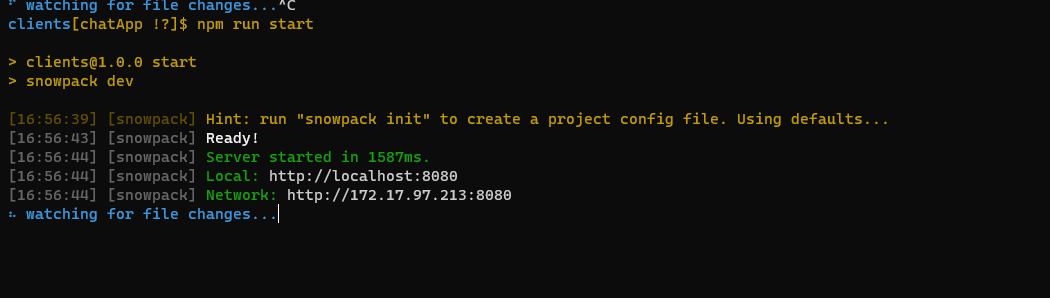 watching for file changes...^C
clients[chatApp !?]$ npm run start
> clients@1.0.0 start
> snowpack dev
[16:56:39] [snowpack] Hint: run "snowpack init" to create a project config file. Using defaults...
[16:56:43] [snowpack] Ready!
[16:56:44] [snowpack] Server started in 1587ms.
[16:56:44] [snowpack] Local: http://localhost:8080
[16:56:44] [snowpack] Network: http://172.17.97.213:8080
watching for file changes...